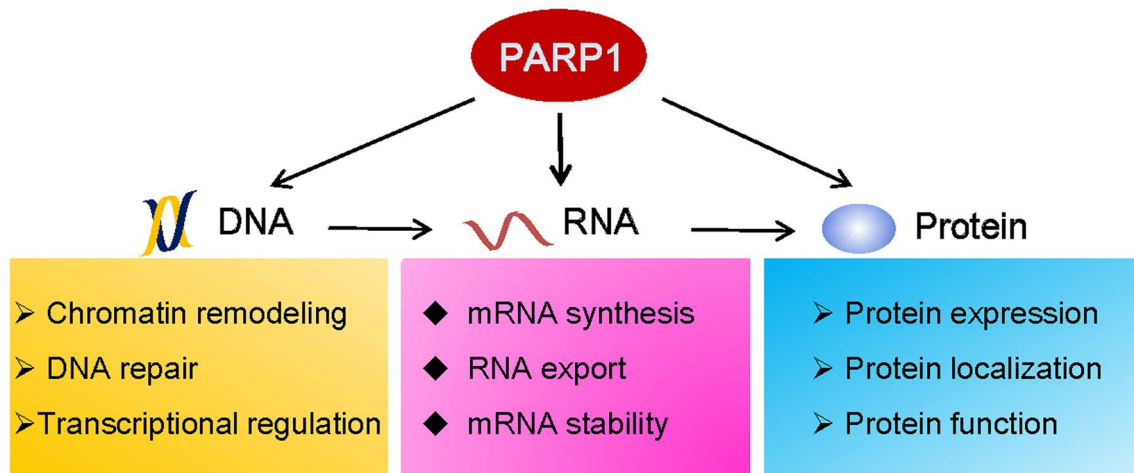 PARP1
DNA
RNA
Protein
Chromatin remodeling
DNA repair
Transcriptional regulation
mRNA synthesis
RNA export
mRNA stability
Protein expression
Protein localization
Protein function